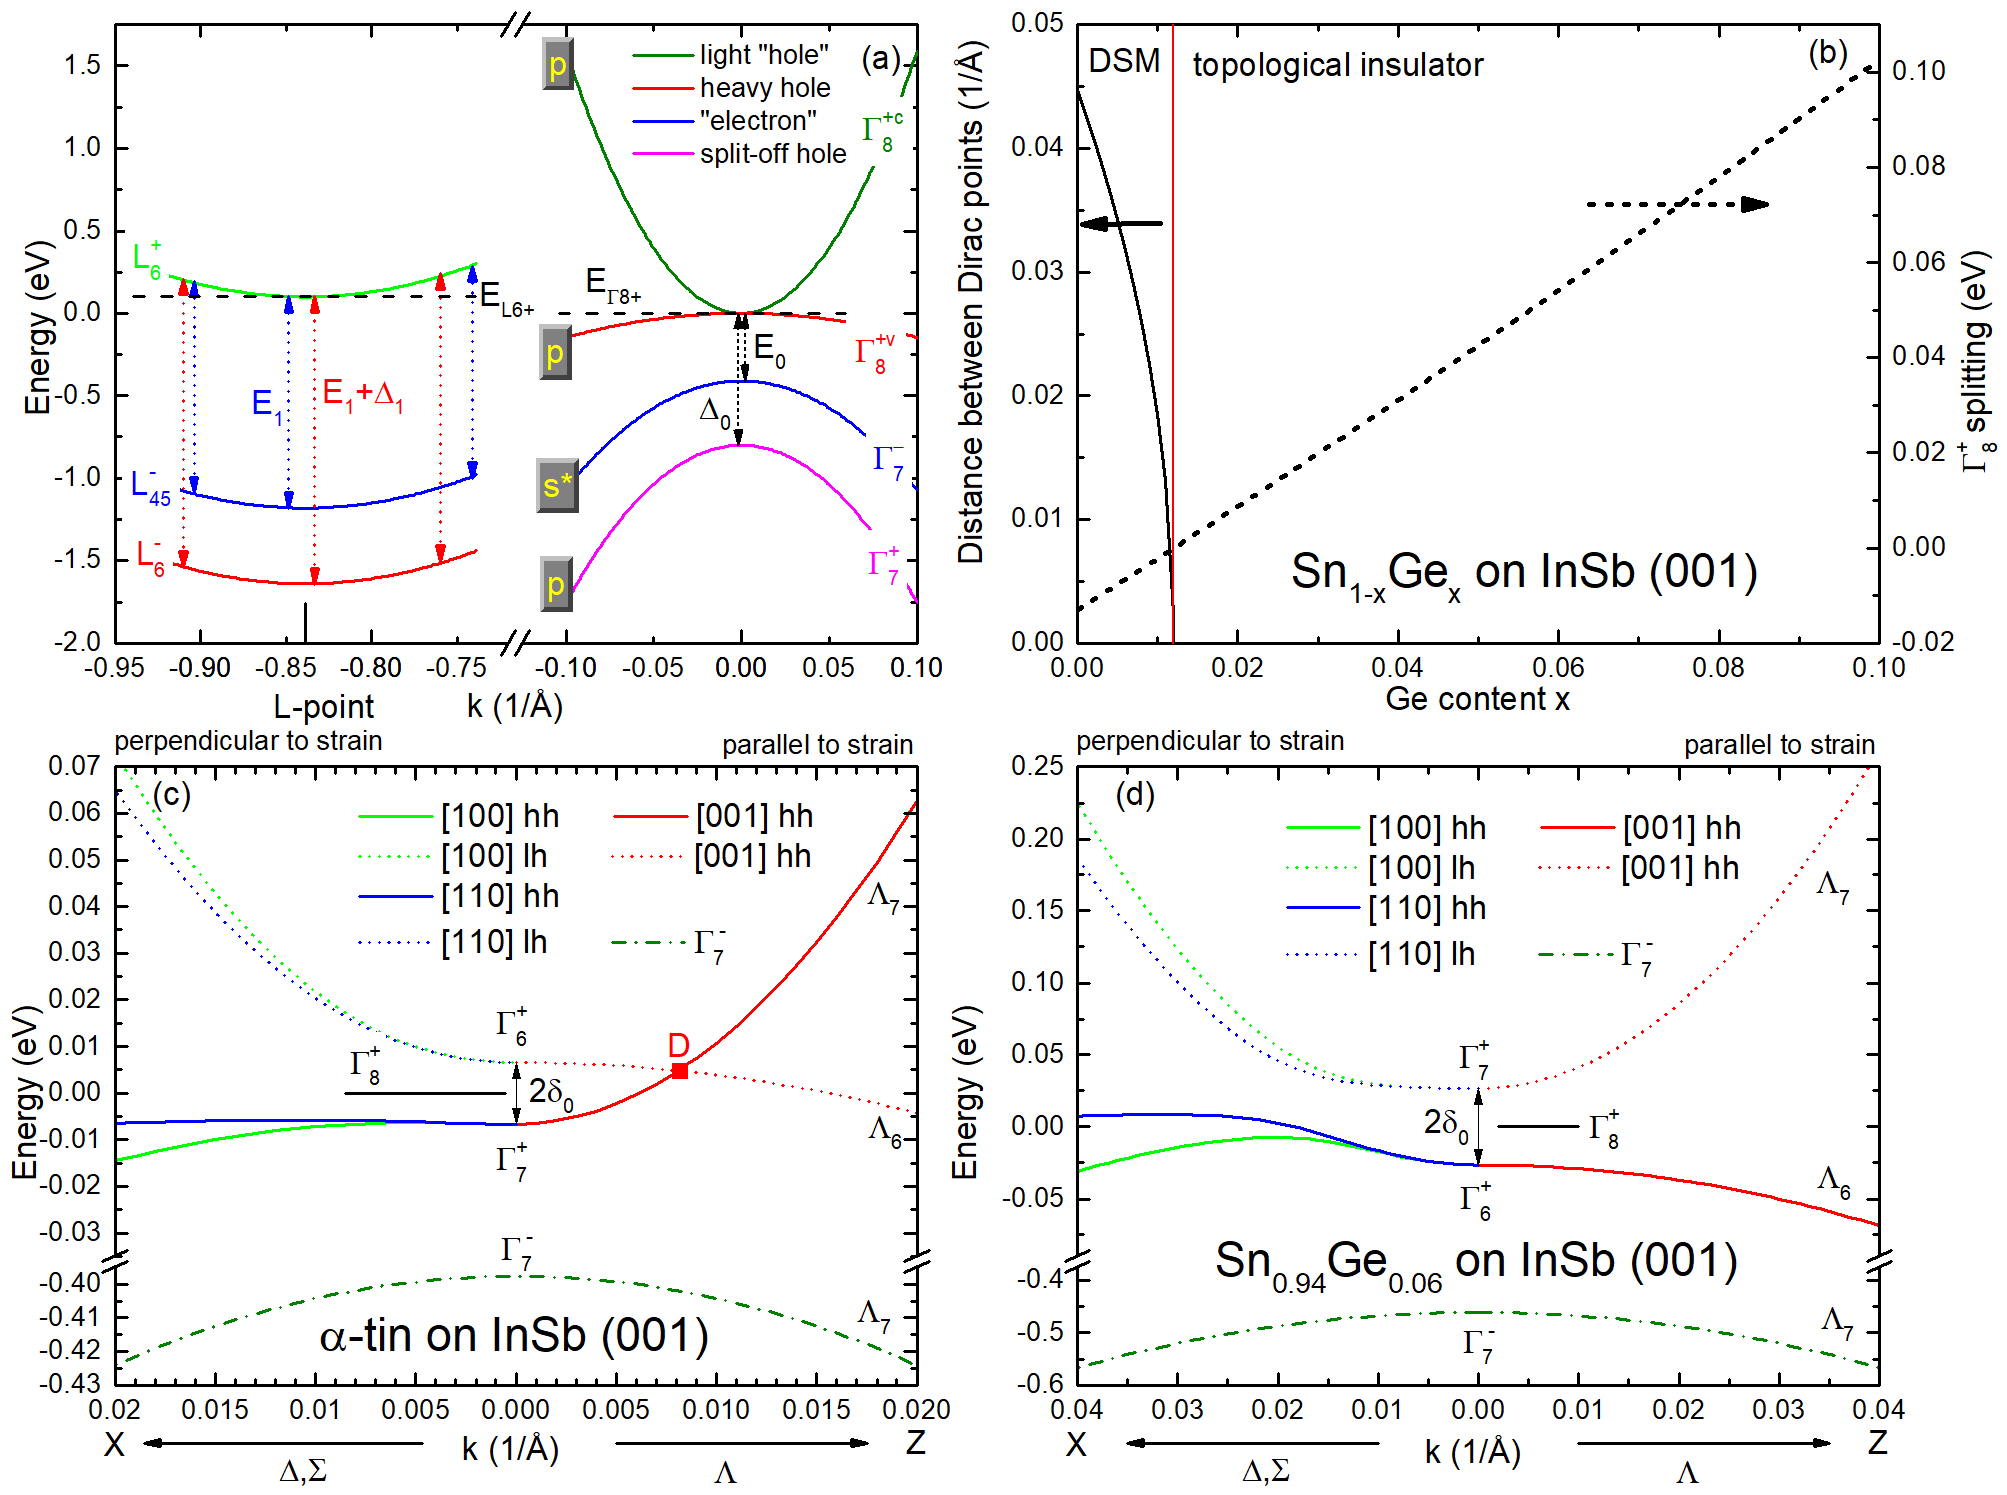 (a)
light "hole"
heavy hole
"electron"
split-off hole
p
p
s*
p
Γ8+c
Γ8+v
Γ7-
Γ7+
L6+
L45-
L6-
E1
E1+Δ1
EL6+
EΓ8+
E0
Δ0
Energy (eV)
1.5
1.0
0.5
0.0
-0.5
-1.0
-1.5
-2.0
-0.95 -0.90 -0.85 -0.80 -0.75 -0.10 -0.05 0.00 0.05 0.10
L-point
k (1/Å)
(b)
DSM
topological insulator
Sn1-xGex on InSb (001)
Distance between Dirac points (1/Å)
0.05
0.04
0.03
0.02
0.01
0.00
Γ8+ splitting (eV)
0.10
0.08
0.06
0.04
0.02
0.00
-0.02
0.00 0.02 0.04 0.06 0.08 0.10
Ge content x
perpendicular to strain
parallel to strain
(c)
[100] hh
[100] lh
[110] hh
[110] lh
[001] hh
[001] hh
Γ7-
Γ6+
Γ8+
2δ0
D
Γ7+
Γ7-
Λ7
Λ6
Λ7
α-tin on InSb (001)
Energy (eV)
0.07
0.06
0.05
0.04
0.03
0.02
0.01
0.00
-0.01
-0.02
-0.03
-0.40
-0.41
-0.42
-0.43
0.02 0.015 0.01 0.005 0.000 0.005 0.010 0.015 0.020
X
k (1/Å)
Z
Δ,Σ
Λ
perpendicular to strain
parallel to strain
(d)
[100] hh
[100] lh
[110] hh
[110] lh
[001] hh
[001] hh
Γ7-
Γ7+
2δ0
Γ8+
Γ6+
Λ7
Λ6
Λ7
Sn0.94Ge0.06 on InSb (001)
Γ7-
Energy (eV)
0.25
0.20
0.15
0.10
0.05
0.00
-0.05
-0.4
-0.5
-0.6
0.04 0.03 0.02 0.01 0.00 0.01 0.02 0.03 0.04
X
k (1/Å)
Z
Δ,Σ
Λ